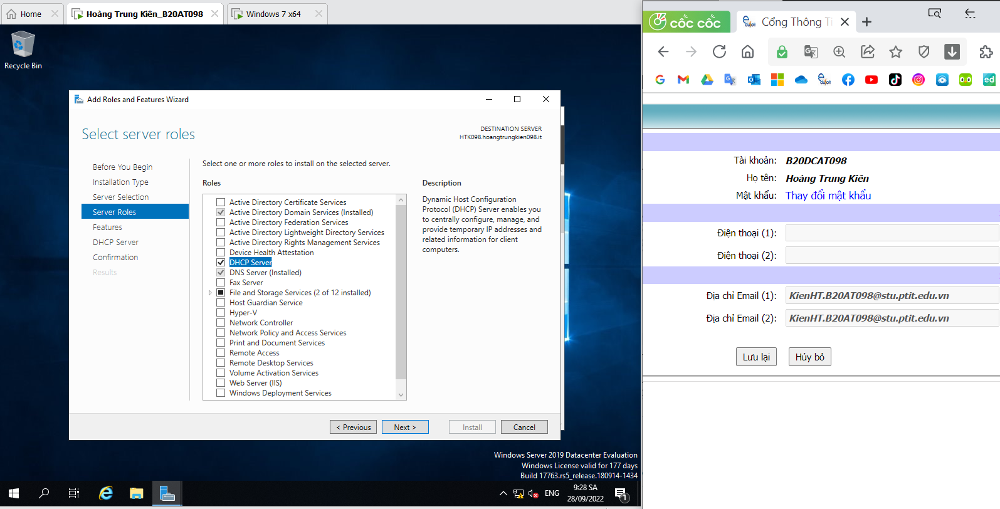 Home
Hoàng Trung Kiên_B20AT098
Windows 7 x64
Recycle Bin
Add Roles and Features Wizard
Select server roles
DESTINATION SERVER
HTK098.hoangtrungkien098.it
Before You Begin
Installation Type
Server Selection
Server Roles
Features
DHCP Server
Confirmation
Results
Select one or more roles to install on the selected server.
Roles
Active Directory Certificate Services
Active Directory Domain Services (Installed)
Active Directory Federation Services
Active Directory Lightweight Directory Services
Active Directory Rights Management Services
Device Health Attestation
DHCP Server
DNS Server (Installed)
Fax Server
File and Storage Services (2 of 12 installed)
Host Guardian Service
Hyper-V
Network Controller
Network Policy and Access Services
Print and Document Services
Remote Access
Remote Desktop Services
Volume Activation Services
Web Server (IIS)
Windows Deployment Services
Description
Dynamic Host Configuration
Protocol (DHCP) Server enables you
to centrally configure, manage, and
provide temporary IP addresses and
related information for client
computers.
< Previous
Next >
Install
Cancel
Windows Server 2019 Datacenter Evaluation
Windows License valid for 177 days
Build 17763.rs5_release.180914-1434
ENG
9:28 SA
28/09/2022
1
cốc cốc
Cổng Thông Ti
ed
Tài khoản: B20DCAT098
Họ tên: Hoàng Trung Kiên
Mật khẩu: Thay đổi mật khẩu
Điện thoại (1):
Điện thoại (2):
Địa chỉ Email (1): KienHT.B20AT098@stu.ptit.edu.vn
Địa chỉ Email (2): KienHT.B20AT098@stu.ptit.edu.vn
Lưu lại
Hủy bỏ